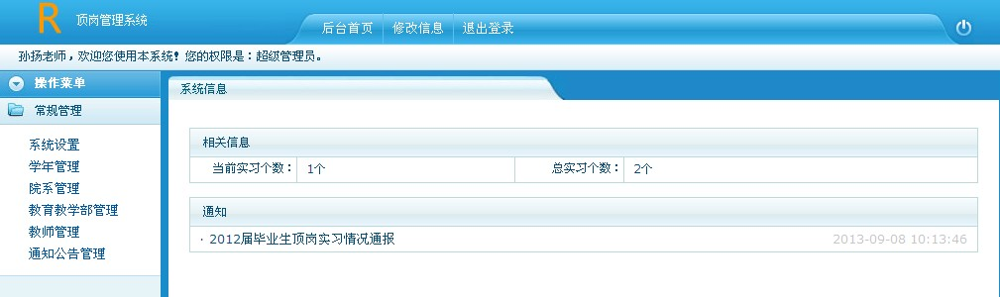 R 顶岗管理系统
后台首页 修改信息 退出登录
孙扬老师，欢迎您使用本系统！您的权限是：超级管理员。
操作菜单
常规管理
系统设置
学年管理
院系管理
教育教学部管理
教师管理
通知公告管理
系统信息
相关信息
当前实习个数： 1个 总实习个数： 2个
通知
· 2012届毕业生顶岗实习情况通报 2013-09-08 10:13:46